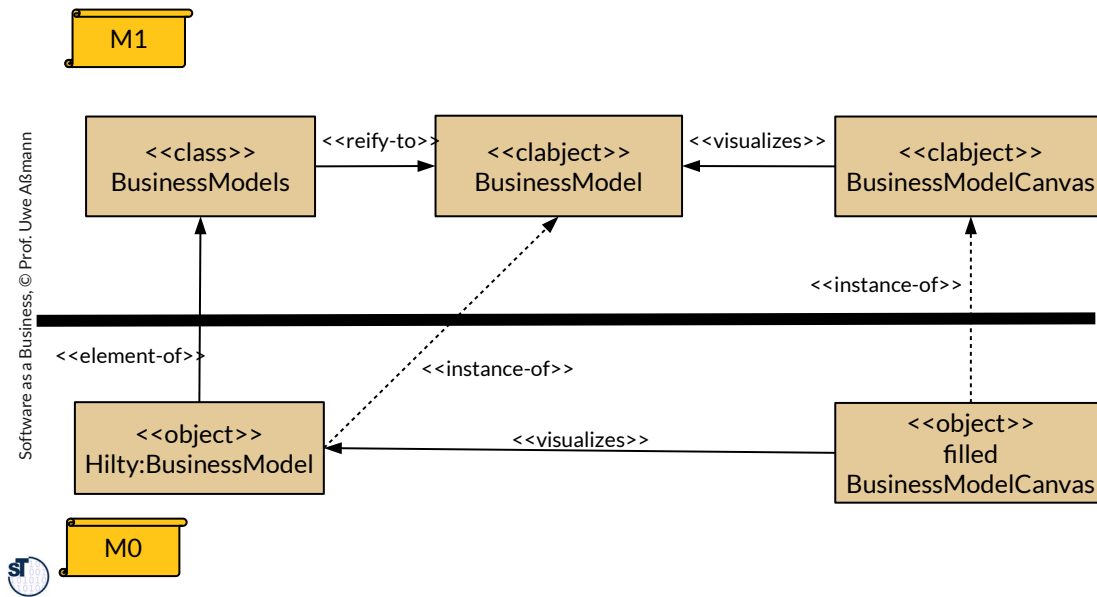 M1
<<class>>
BusinessModels
<<reify-to>>
<<clabject>>
BusinessModel
<<visualizes>>
<<clabject>>
BusinessModelCanvas
<<instance-of>>
<<element-of>>
<<instance-of>>
<<object>>
Hilty:BusinessModel
<<visualizes>>
<<object>>
filled
BusinessModelCanvas
M0
Software as a Business, © Prof. Uwe Aßmann
ST